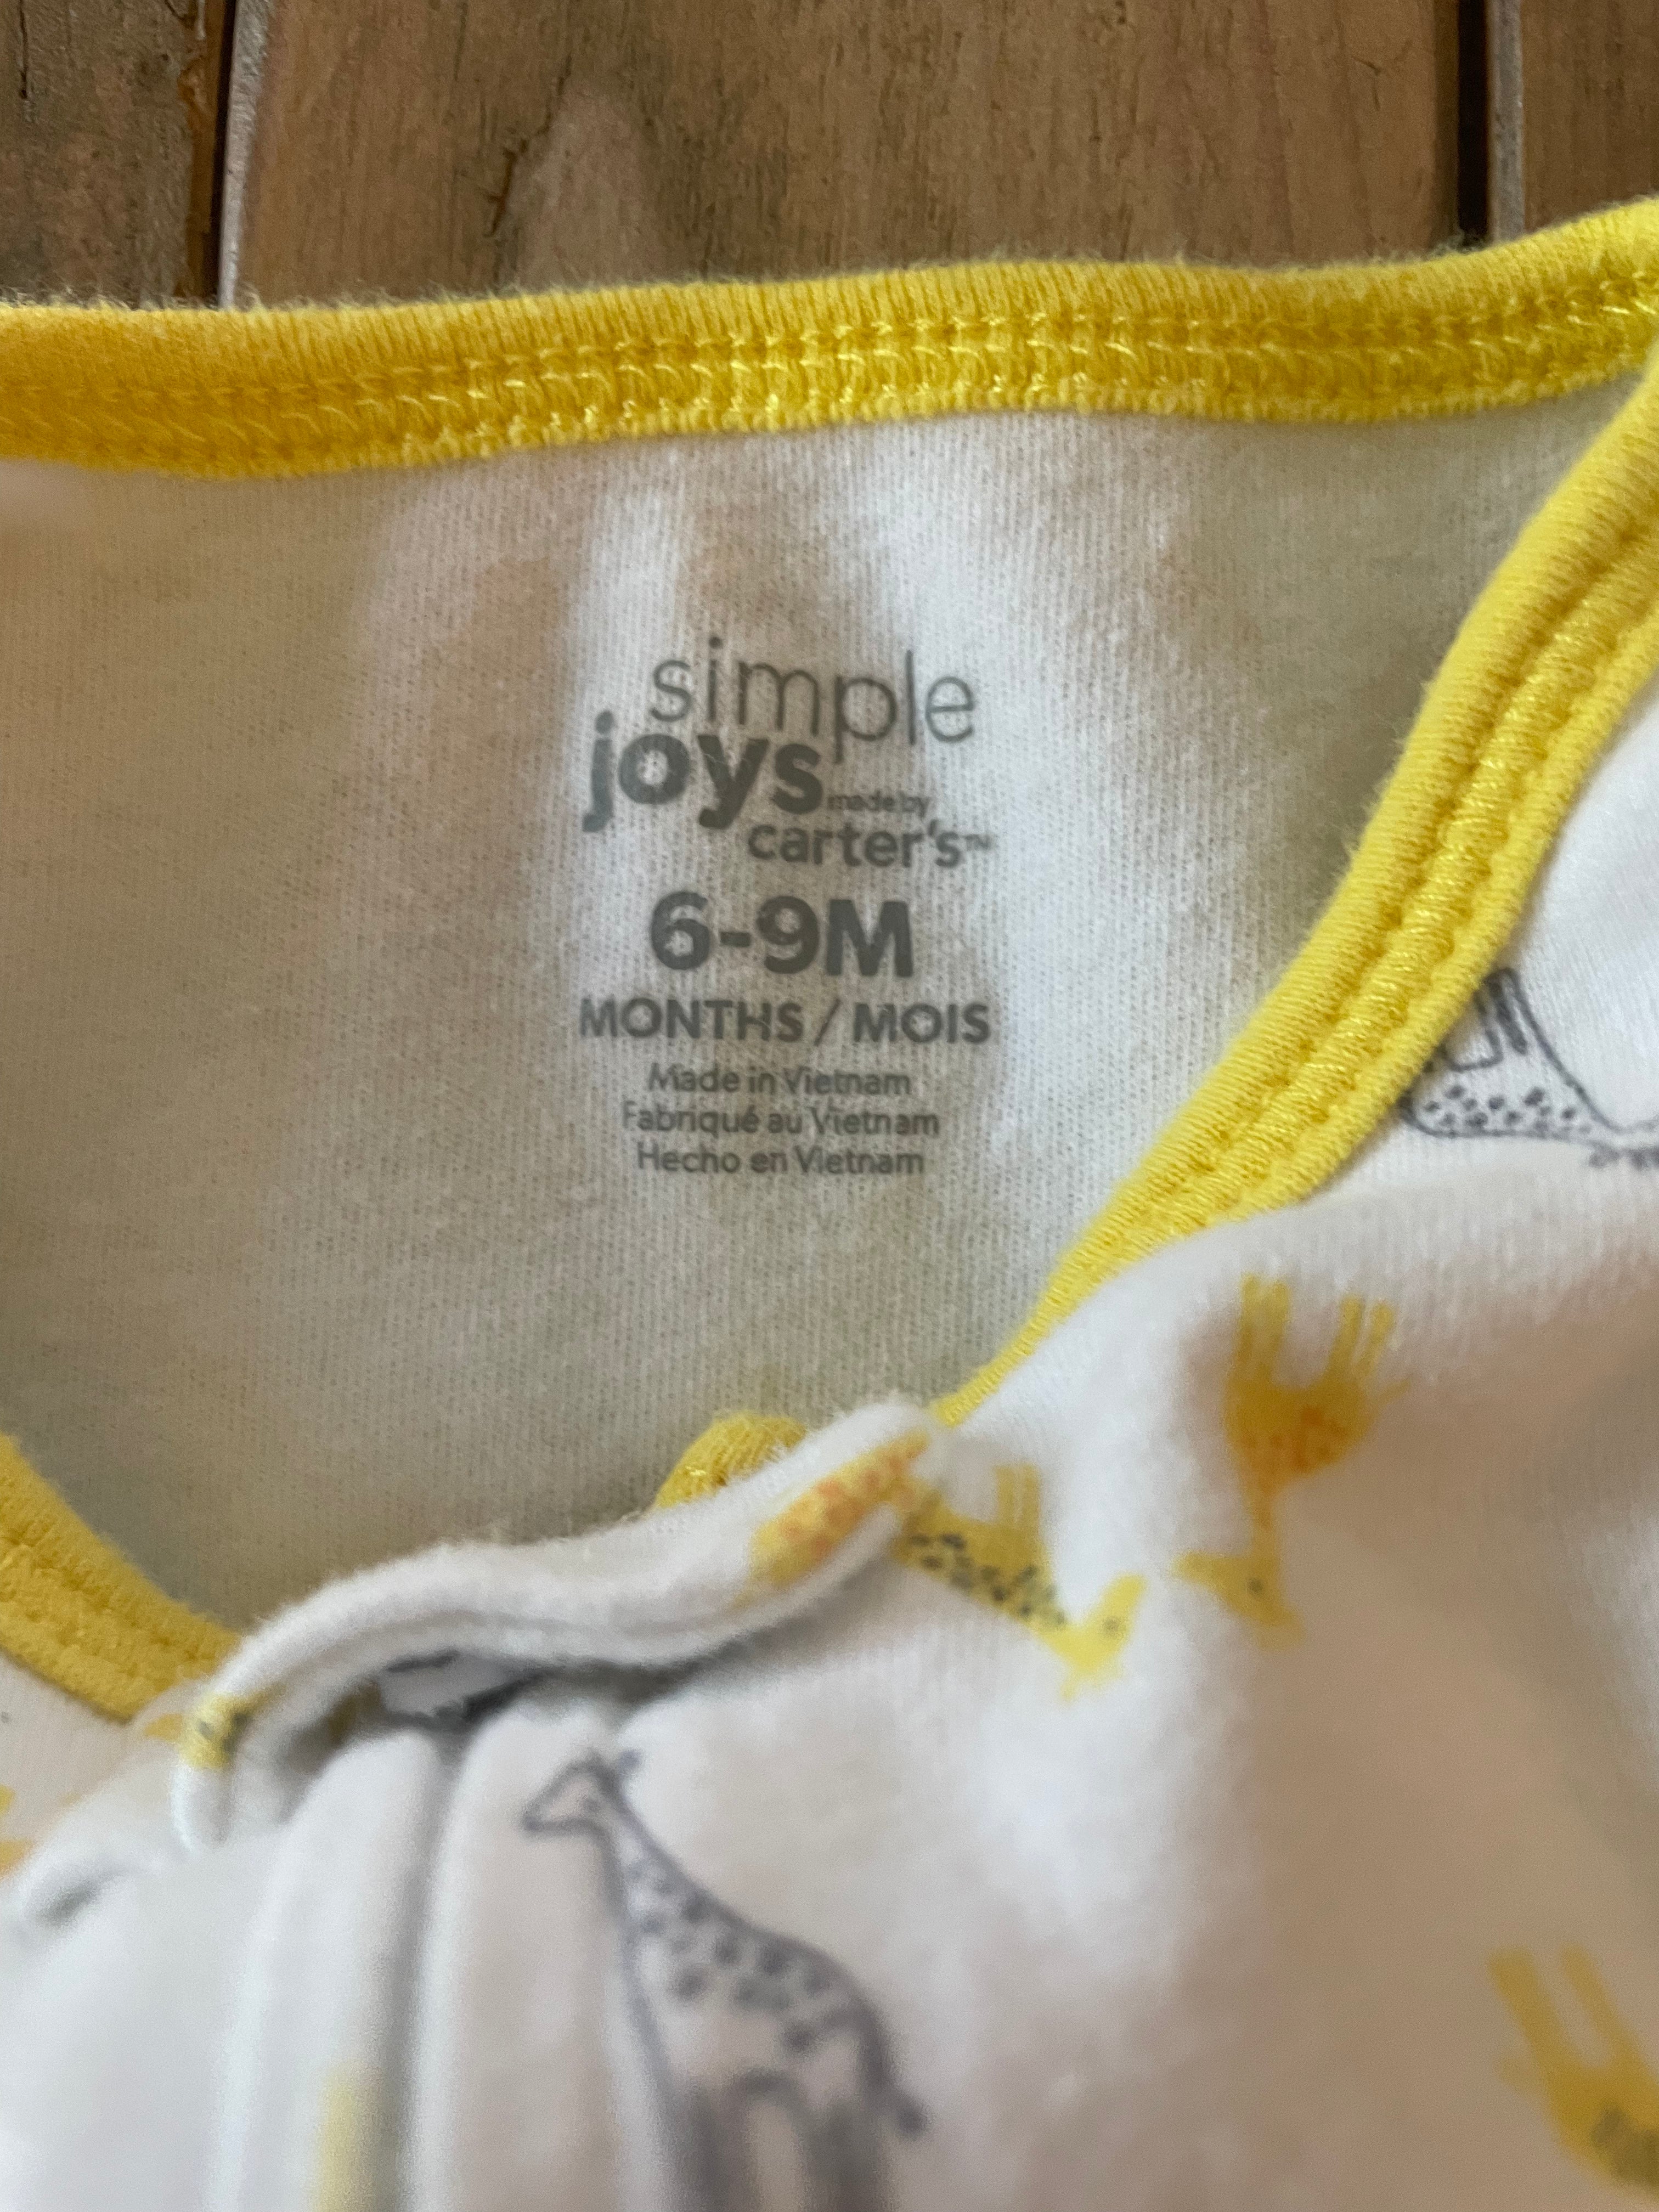 simple
joys made by
carter's™
6-9M
MONTHS / MOIS
Made in Vietnam
Fabriqué au Vietnam
Hecho en Vietnam